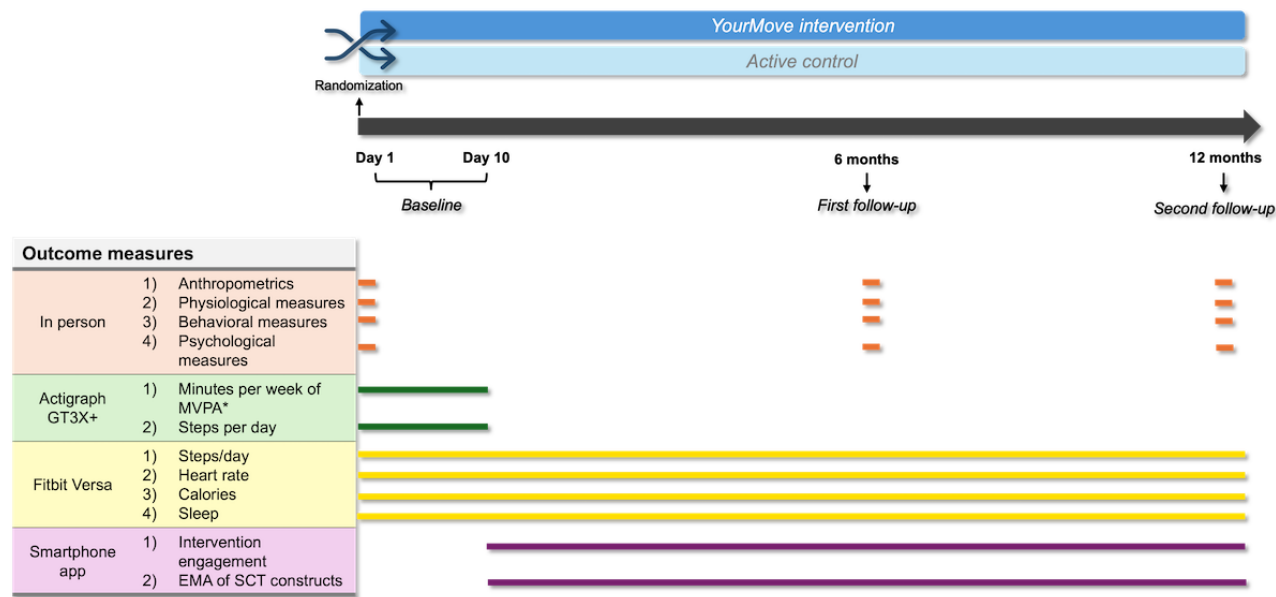 YourMove intervention
Active control
Randomization
Day 1
Day 10
6 months
12 months
Baseline
First follow-up
Second follow-up
Outcome measures
In person
1) Anthropometrics
2) Physiological measures
3) Behavioral measures
4) Psychological
measures
Actigraph
GT3X+
1) Minutes per week of
MVPA*
2) Steps per day
Fitbit Versa
1) Steps/day
2) Heart rate
3) Calories
4) Sleep
Smartphone
app
1) Intervention
engagement
2) EMA of SCT constructs